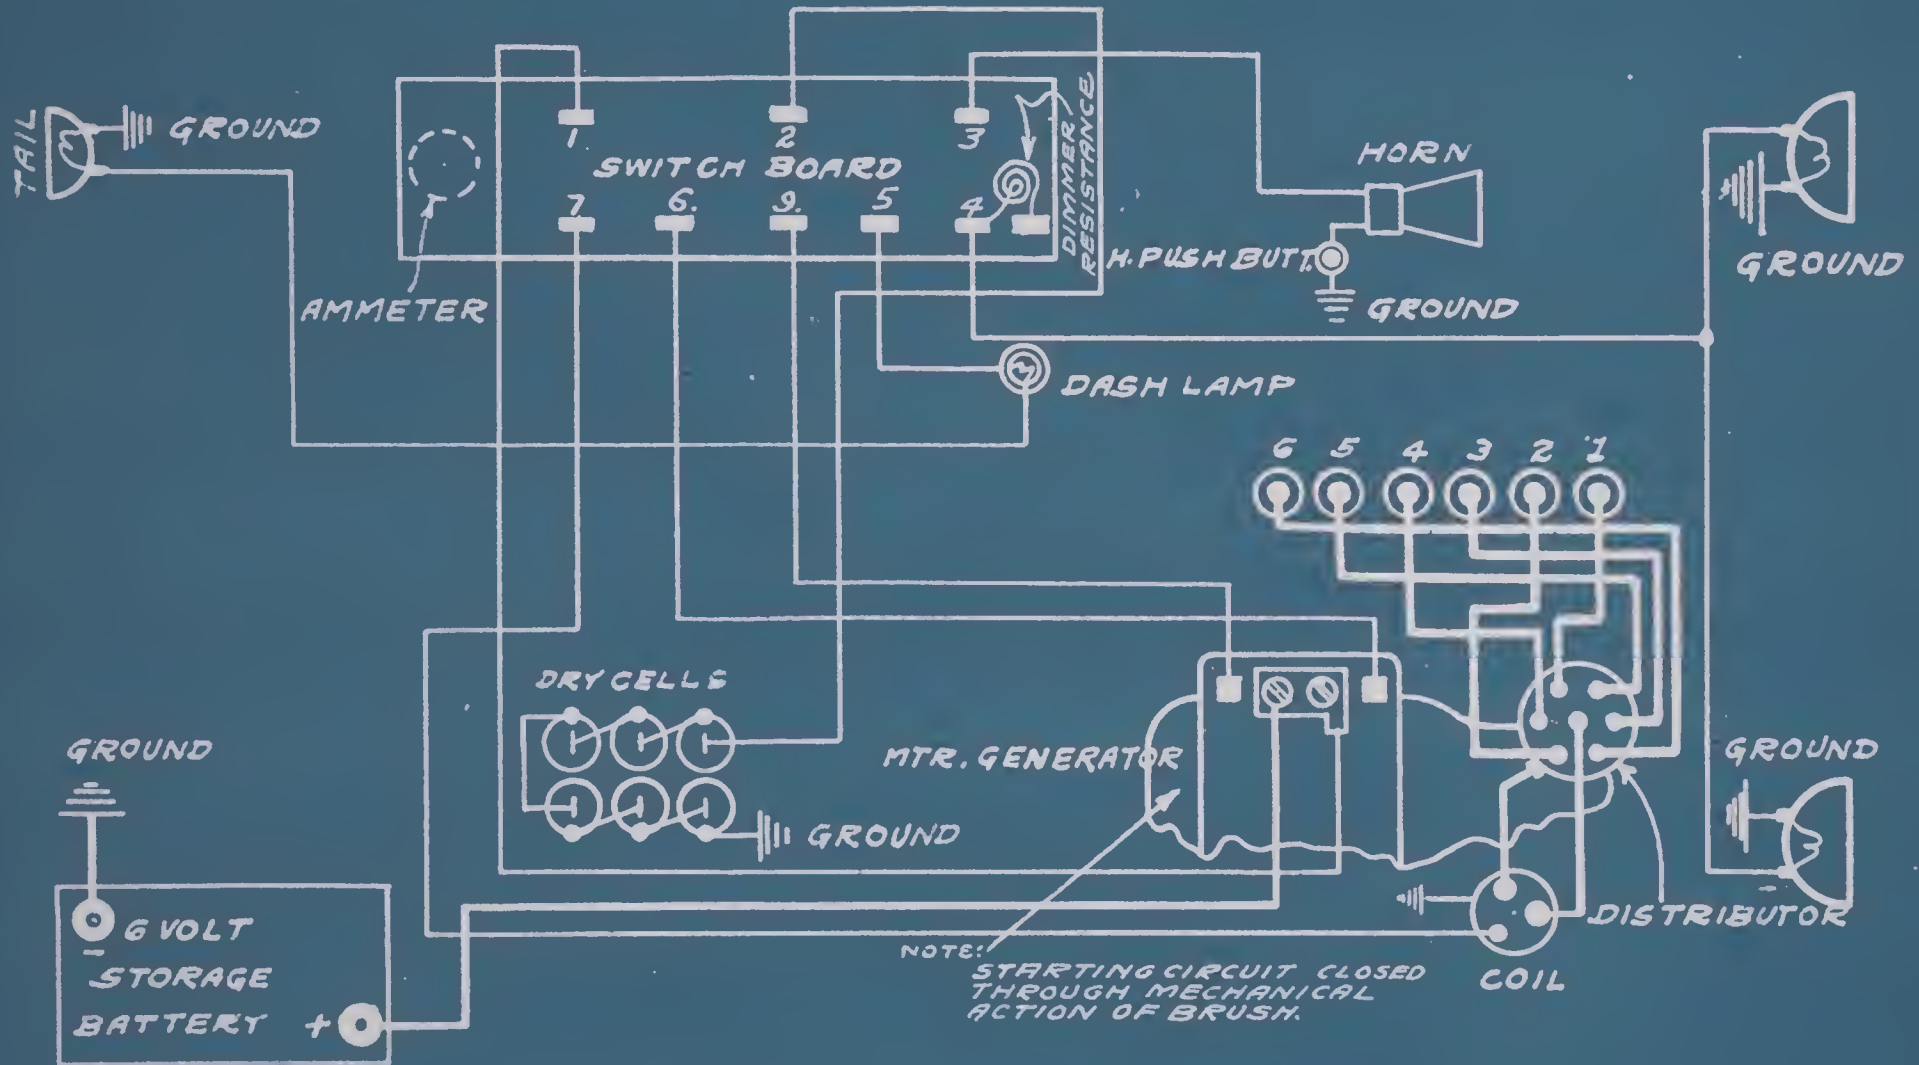 TAIL
GROUND
1
2
3
SWITCH BOARD
DIMMER
RESISTANCE
7
6.
9.
5
4
AMMETER
HORN
H. PUSH BUTT.
GROUND
GROUND
DASH LAMP
6 5 4 3 2 1
DRY CELLS
GROUND
MTR. GENERATOR
GROUND
GROUND
6 VOLT
-
STORAGE
BATTERY +
DISTRIBUTOR
COIL
NOTE:
STARTING CIRCUIT CLOSED
THROUGH MECHANICAL
ACTION OF BRUSH.